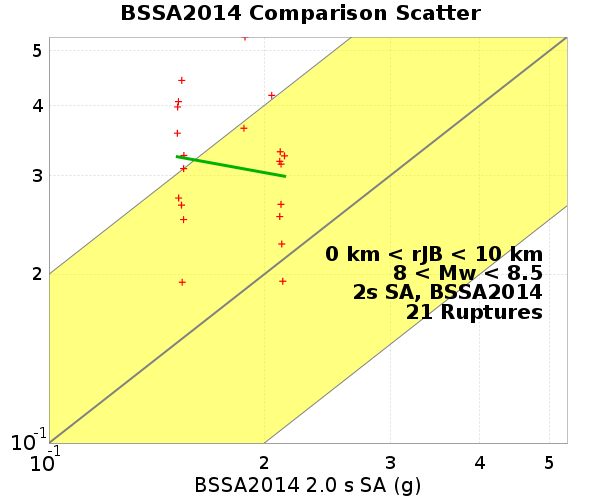 BSSA2014 Comparison Scatter
5
4
3
2
10-1
0 km < rJB < 10 km
8 < Mw < 8.5
2s SA, BSSA2014
21 Ruptures
10-1
2
3
4
5
BSSA2014 2.0 s SA (g)